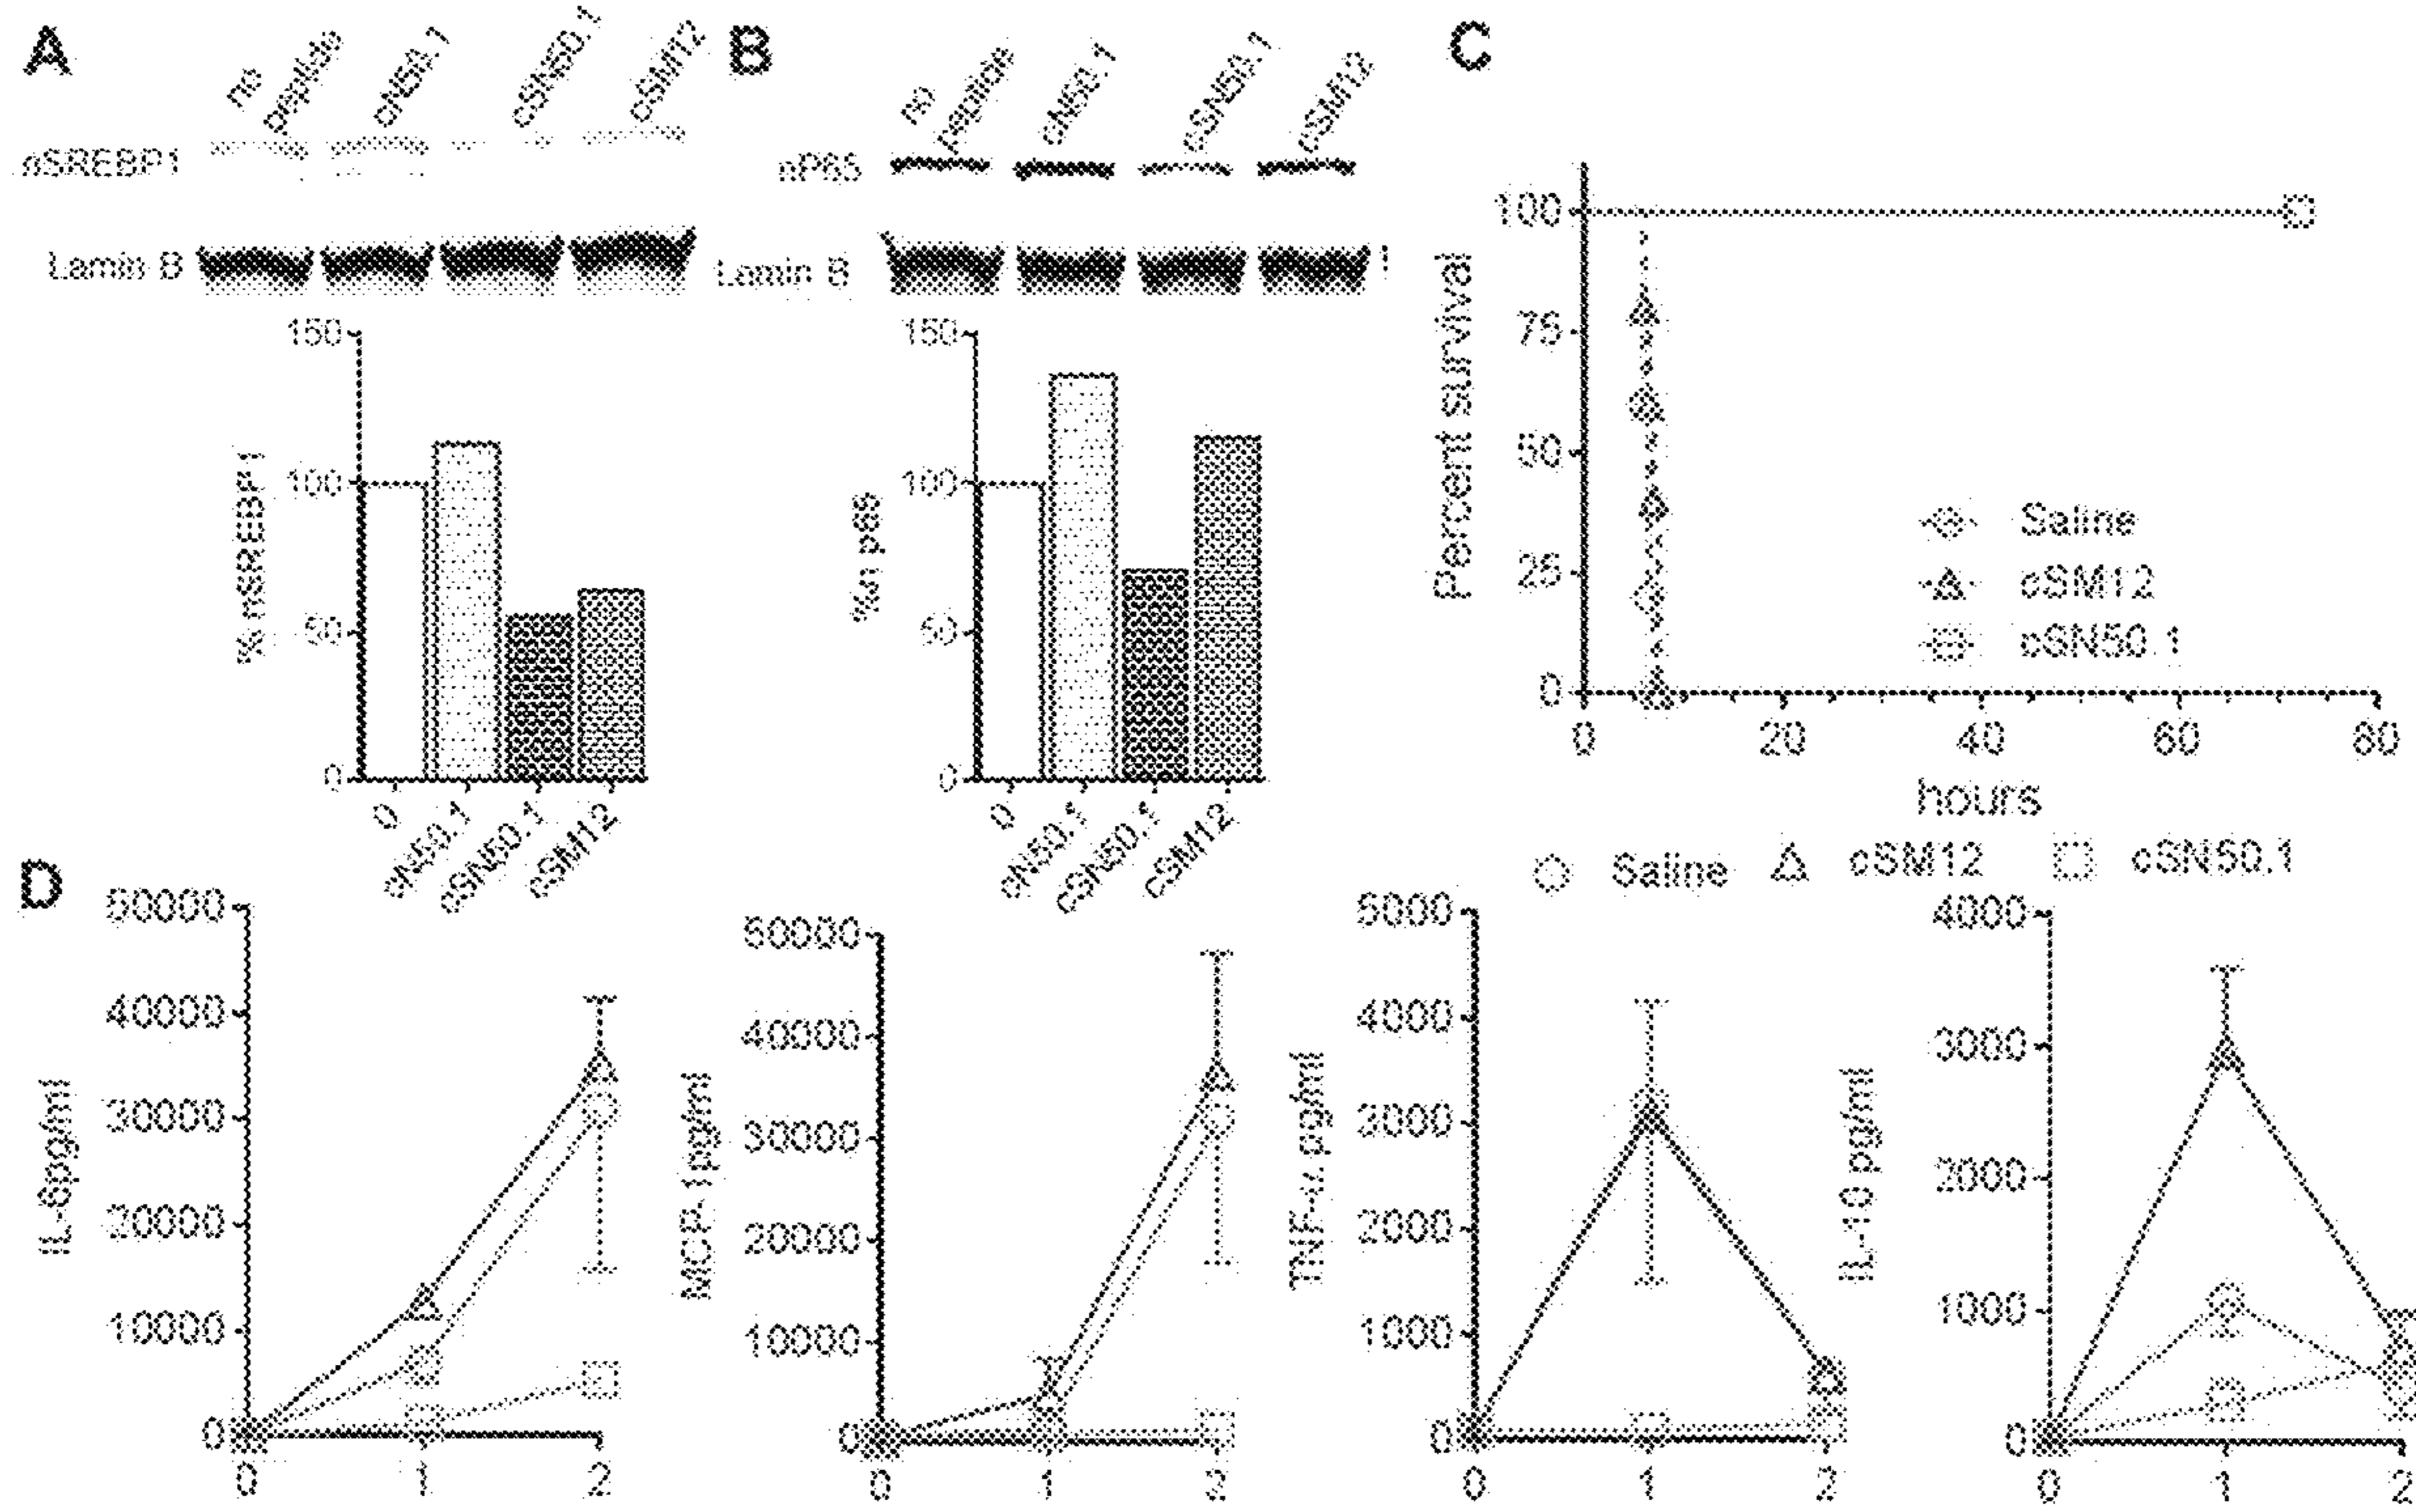 A
no peptide
cN50.1
cSN50.1
cSM12
nSREBP1
Lamin B
150
100
50
0
% nSREBP1
0
cN50.1
cSN50.1
cSM12
B
no peptide
cN50.1
cSN50.1
cSM12
nP65
Lamin B
150
100
50
0
%n p65
0
cN50.1
cSN50.1
cSM12
C
100
75
50
25
0
Percent survival
Saline
cSM12
cSN50.1
0 20 40 60 80
hours
D
Saline cSM12 cSN50.1
50000
40000
30000
20000
10000
0
IL-6pg/ml
0 1 2
50000
40000
30000
20000
10000
0
MCP-1pg/ml
0 1 2
5000
4000
3000
2000
1000
0
TNF-α pg/ml
0 1 2
4000
3000
2000
1000
0
IL-10 pg/ml
0 1 2